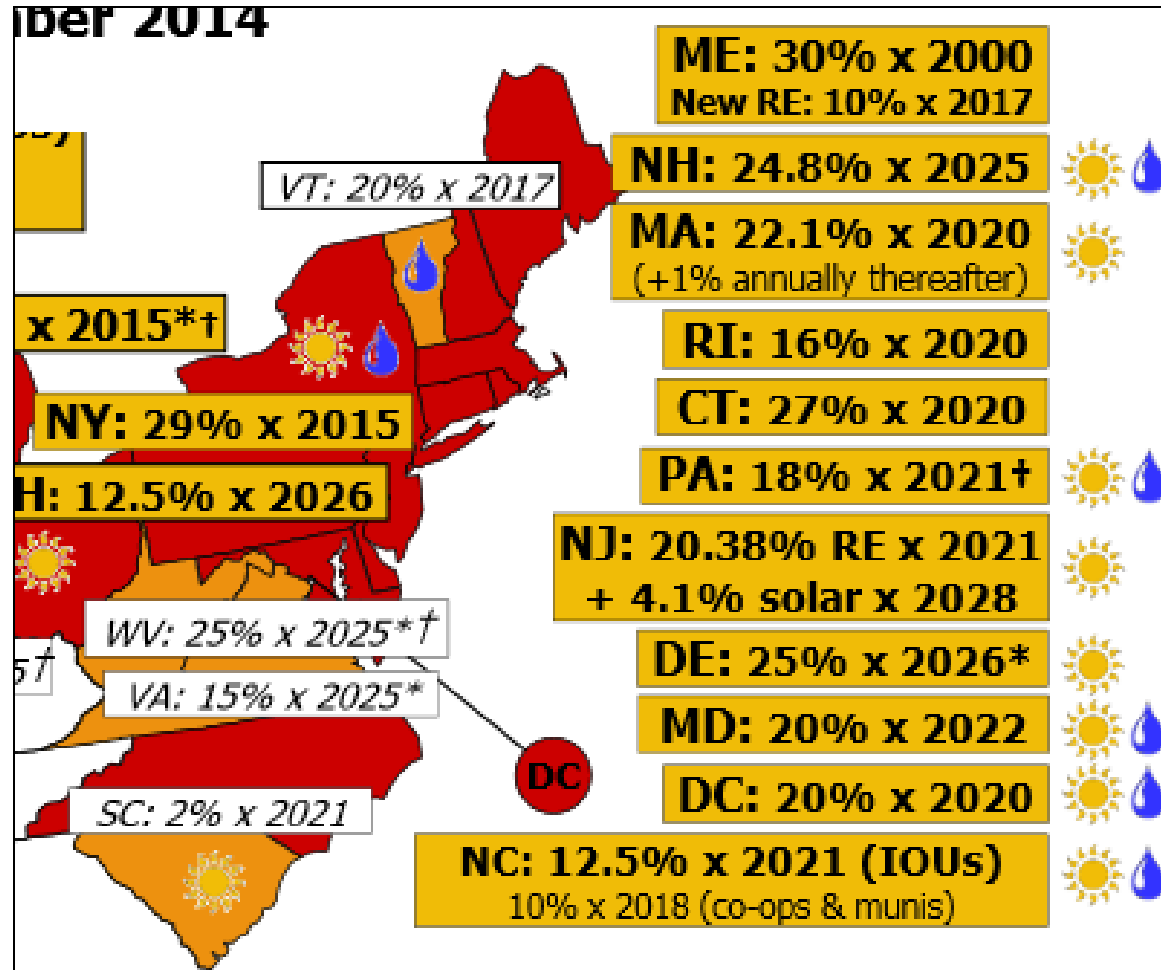 ber 2014
ME: 30% x 2000
New RE: 10% x 2017
NH: 24.8% x 2025
VT: 20% x 2017
MA: 22.1% x 2020
(+1% annually thereafter)
x 2015*†
RI: 16% x 2020
CT: 27% x 2020
NY: 29% x 2015
PA: 18% x 2021†
H: 12.5% x 2026
NJ: 20.38% RE x 2021
+ 4.1% solar x 2028
WV: 25% x 2025*†
5†
DE: 25% x 2026*
VA: 15% x 2025*
MD: 20% x 2022
DC
DC: 20% x 2020
SC: 2% x 2021
NC: 12.5% x 2021 (IOUs)
10% x 2018 (co-ops & munis)